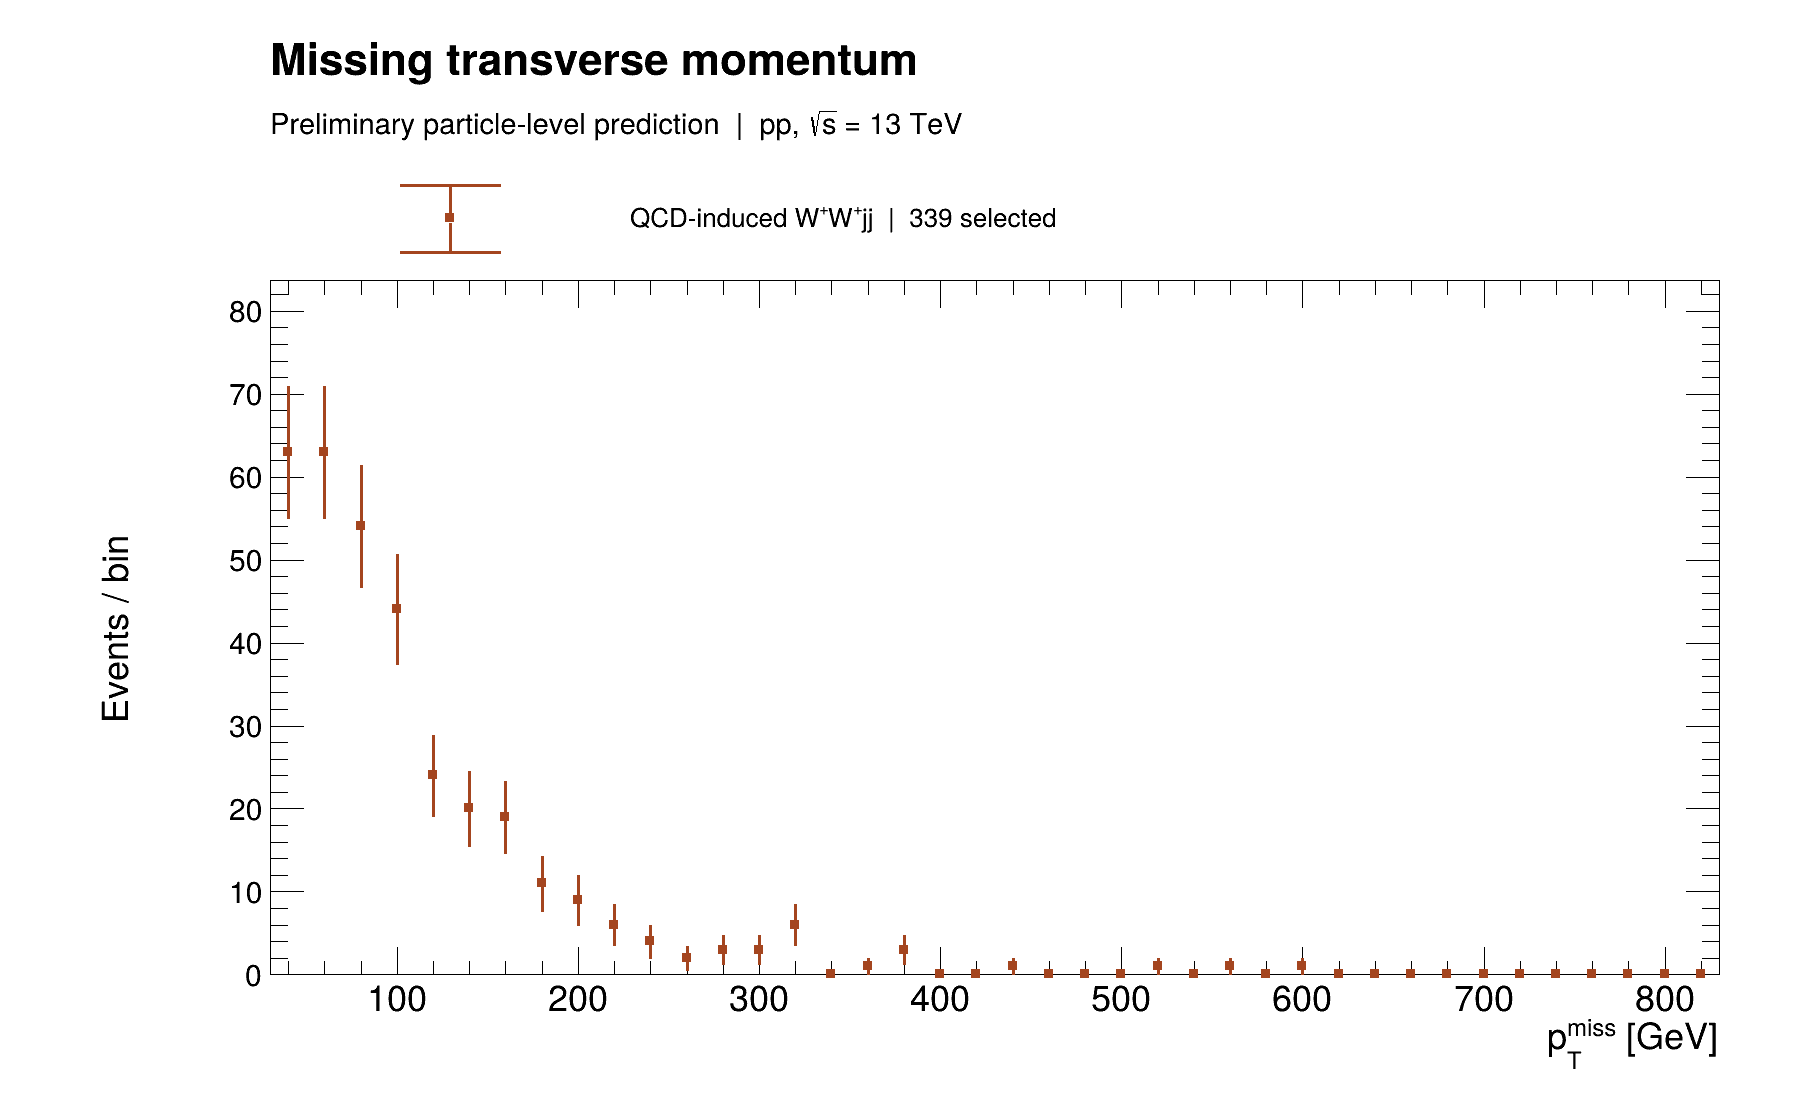 Missing transverse momentum
Preliminary particle-level prediction | pp, √s = 13 TeV
QCD-induced W⁺W⁺jj | 339 selected
80
70
60
50
40
30
20
10
0
Events / bin
100 200 300 400 500 600 700 800
p_T^miss [GeV]